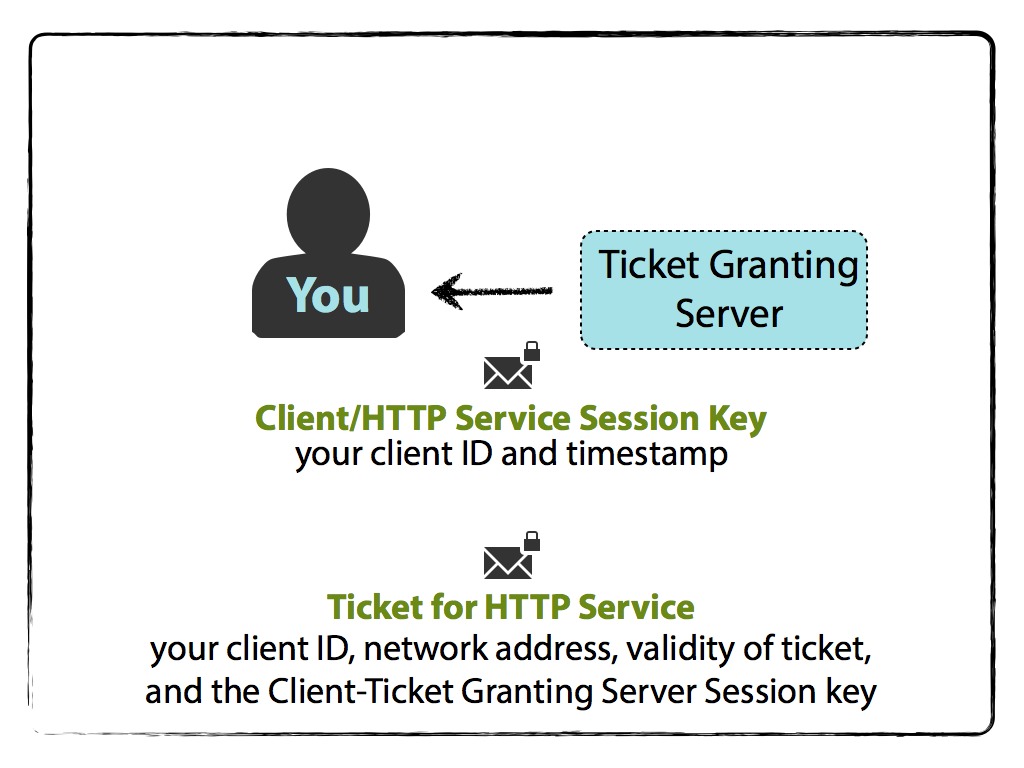 You
Ticket Granting
Server
Client/HTTP Service Session Key
your client ID and timestamp
Ticket for HTTP Service
your client ID, network address, validity of ticket,
and the Client-Ticket Granting Server Session key